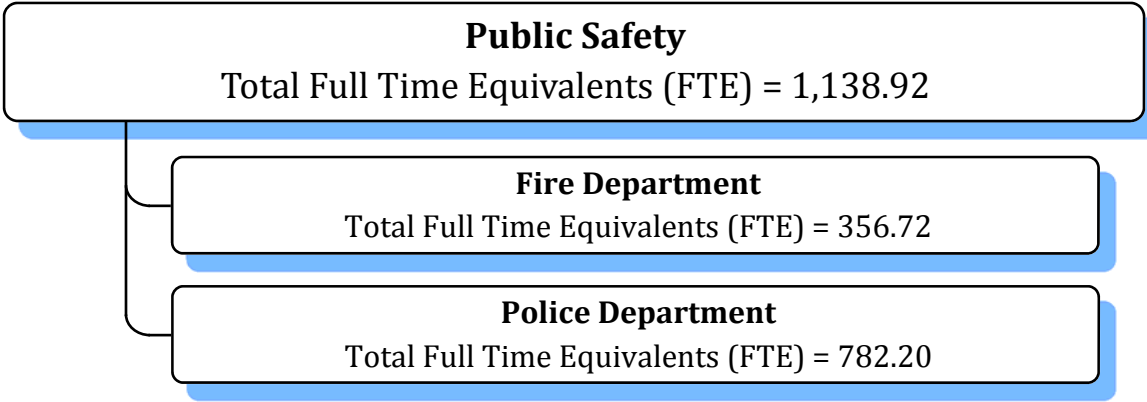 Public Safety
Total Full Time Equivalents (FTE) = 1,138.92
Fire Department
Total Full Time Equivalents (FTE) = 356.72
Police Department
Total Full Time Equivalents (FTE) = 782.20